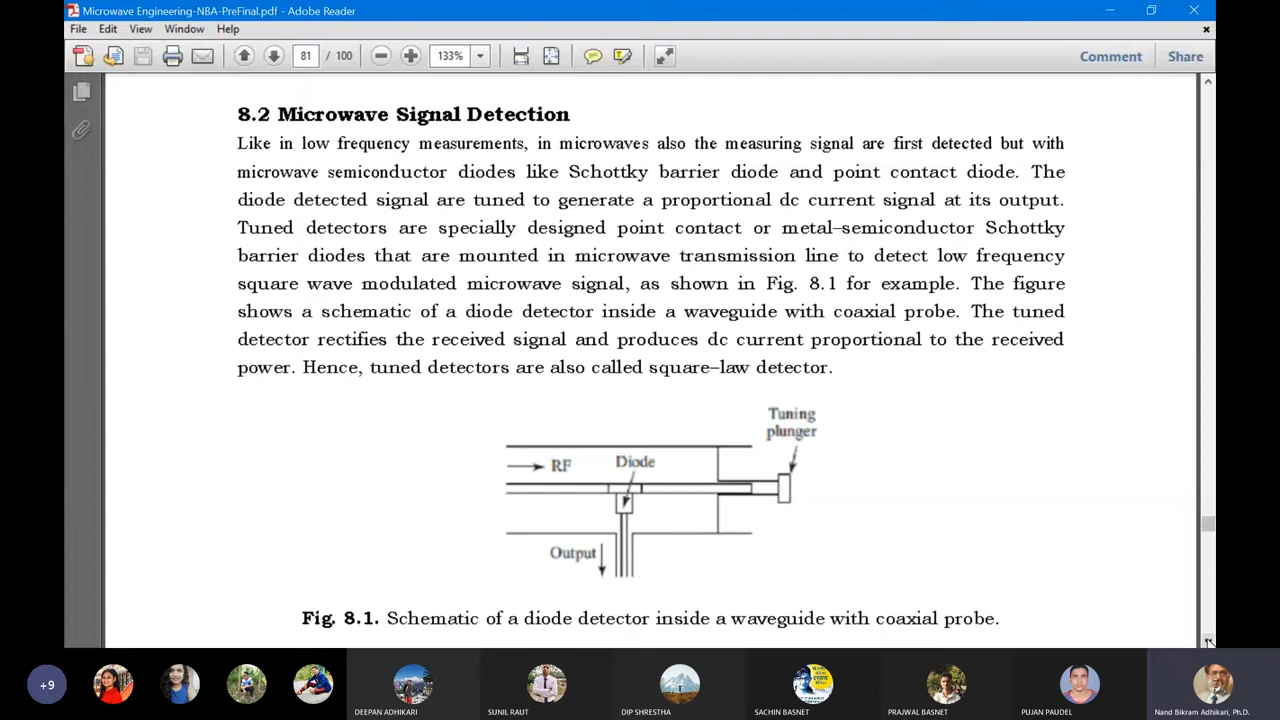 Microwave Engineering-NBA-PreFinal.pdf - Adobe Reader
File Edit View Window Help
81 / 100 133% Comment Share
8.2 Microwave Signal Detection
Like in low frequency measurements, in microwaves also the measuring signal are first detected but with
microwave semiconductor diodes like Schottky barrier diode and point contact diode. The
diode detected signal are tuned to generate a proportional dc current signal at its output.
Tuned detectors are specially designed point contact or metal–semiconductor Schottky
barrier diodes that are mounted in microwave transmission line to detect low frequency
square wave modulated microwave signal, as shown in Fig. 8.1 for example. The figure
shows a schematic of a diode detector inside a waveguide with coaxial probe. The tuned
detector rectifies the received signal and produces dc current proportional to the received
power. Hence, tuned detectors are also called square–law detector.
Tuning
plunger
RF Diode
Output
Fig. 8.1. Schematic of a diode detector inside a waveguide with coaxial probe.
+9
DEEPAN ADHIKARI SUNIL RAUT DIP SHRESTHA SACHIN BASNET PRAJWAL BASNET PUJAN PAUDEL Nand Bikram Adhikari, Ph.D.